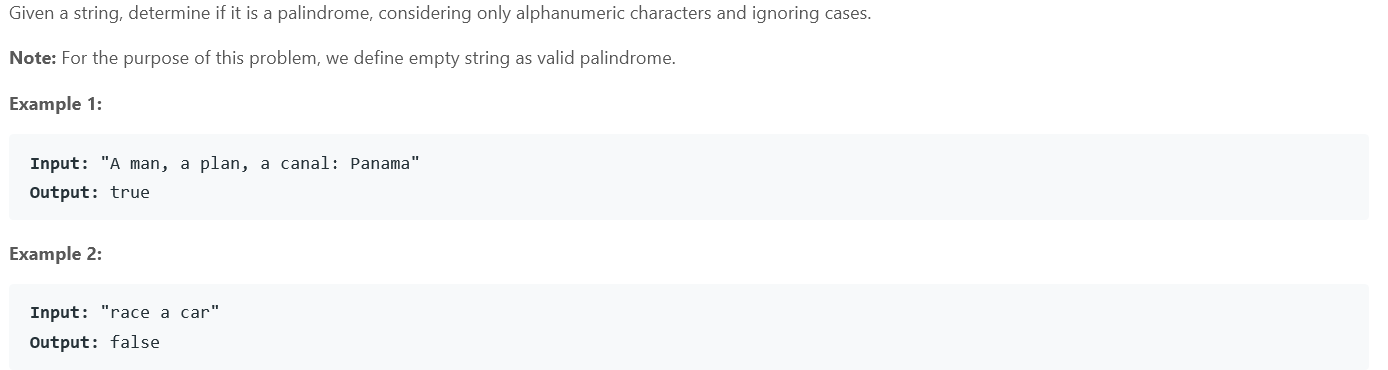 Given a string, determine if it is a palindrome, considering only alphanumeric characters and ignoring cases.
Note: For the purpose of this problem, we define empty string as valid palindrome.
Example 1:
Input: "A man, a plan, a canal: Panama"
Output: true
Example 2:
Input: "race a car"
Output: false